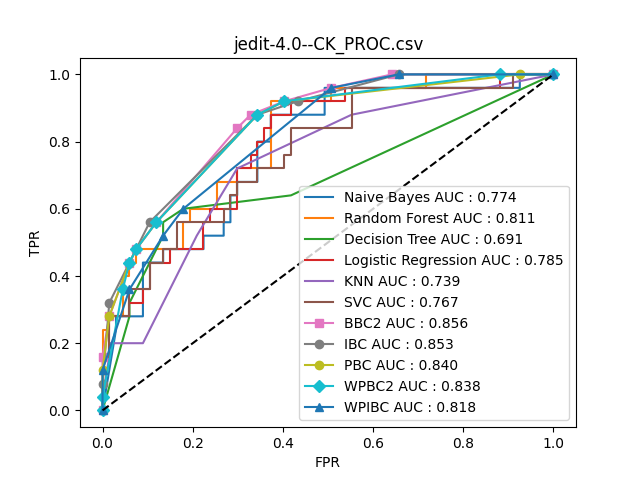 jedit-4.0--CK_PROC.csv
1.0
0.8
0.6
0.4
0.2
0.0
TPR
Naive Bayes AUC : 0.774
Random Forest AUC : 0.811
Decision Tree AUC : 0.691
Logistic Regression AUC : 0.785
KNN AUC : 0.739
SVC AUC : 0.767
BBC2 AUC : 0.856
IBC AUC : 0.853
PBC AUC : 0.840
WPBC2 AUC : 0.838
WPIBC AUC : 0.818
0.0 0.2 0.4 0.6 0.8 1.0
FPR